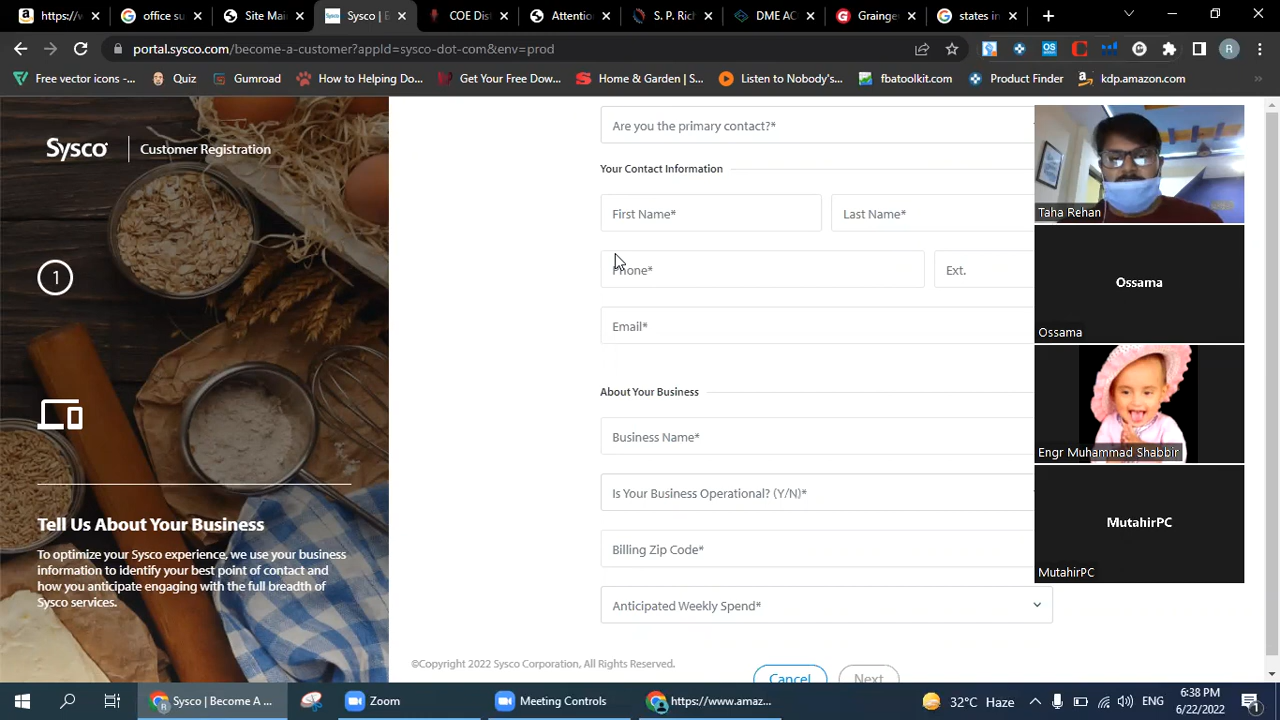 https://w
office su
Site Mai
Sysco | B
COE Dis
Attentio
S. P. Rich
DME AC
Grainge
states in
portal.sysco.com/become-a-customer?appId=sysco-dot-com&env=prod
R
Free vector icons -...
Quiz
Gumroad
How to Helping Do...
Get Your Free Dow...
Home & Garden | S...
Listen to Nobody's...
fbatoolkit.com
Product Finder
kdp.amazon.com
Sysco
Customer Registration
1
Tell Us About Your Business
To optimize your Sysco experience, we use your business
information to identify your best point of contact and
how you anticipate engaging with the full breadth of
Sysco services.
Are you the primary contact?*
Your Contact Information
First Name*
Last Name*
Phone*
Ext.
Email*
About Your Business
Business Name*
Is Your Business Operational? (Y/N)*
Billing Zip Code*
Anticipated Weekly Spend*
©Copyright 2022 Sysco Corporation, All Rights Reserved.
Cancel
Next
Taha Rehan
Ossama
Ossama
Engr Muhammad Shabbir
MutahirPC
MutahirPC
Sysco | Become A ...
Zoom
Meeting Controls
https://www.amaz...
32°C Haze
ENG
6:38 PM
6/22/2022
1